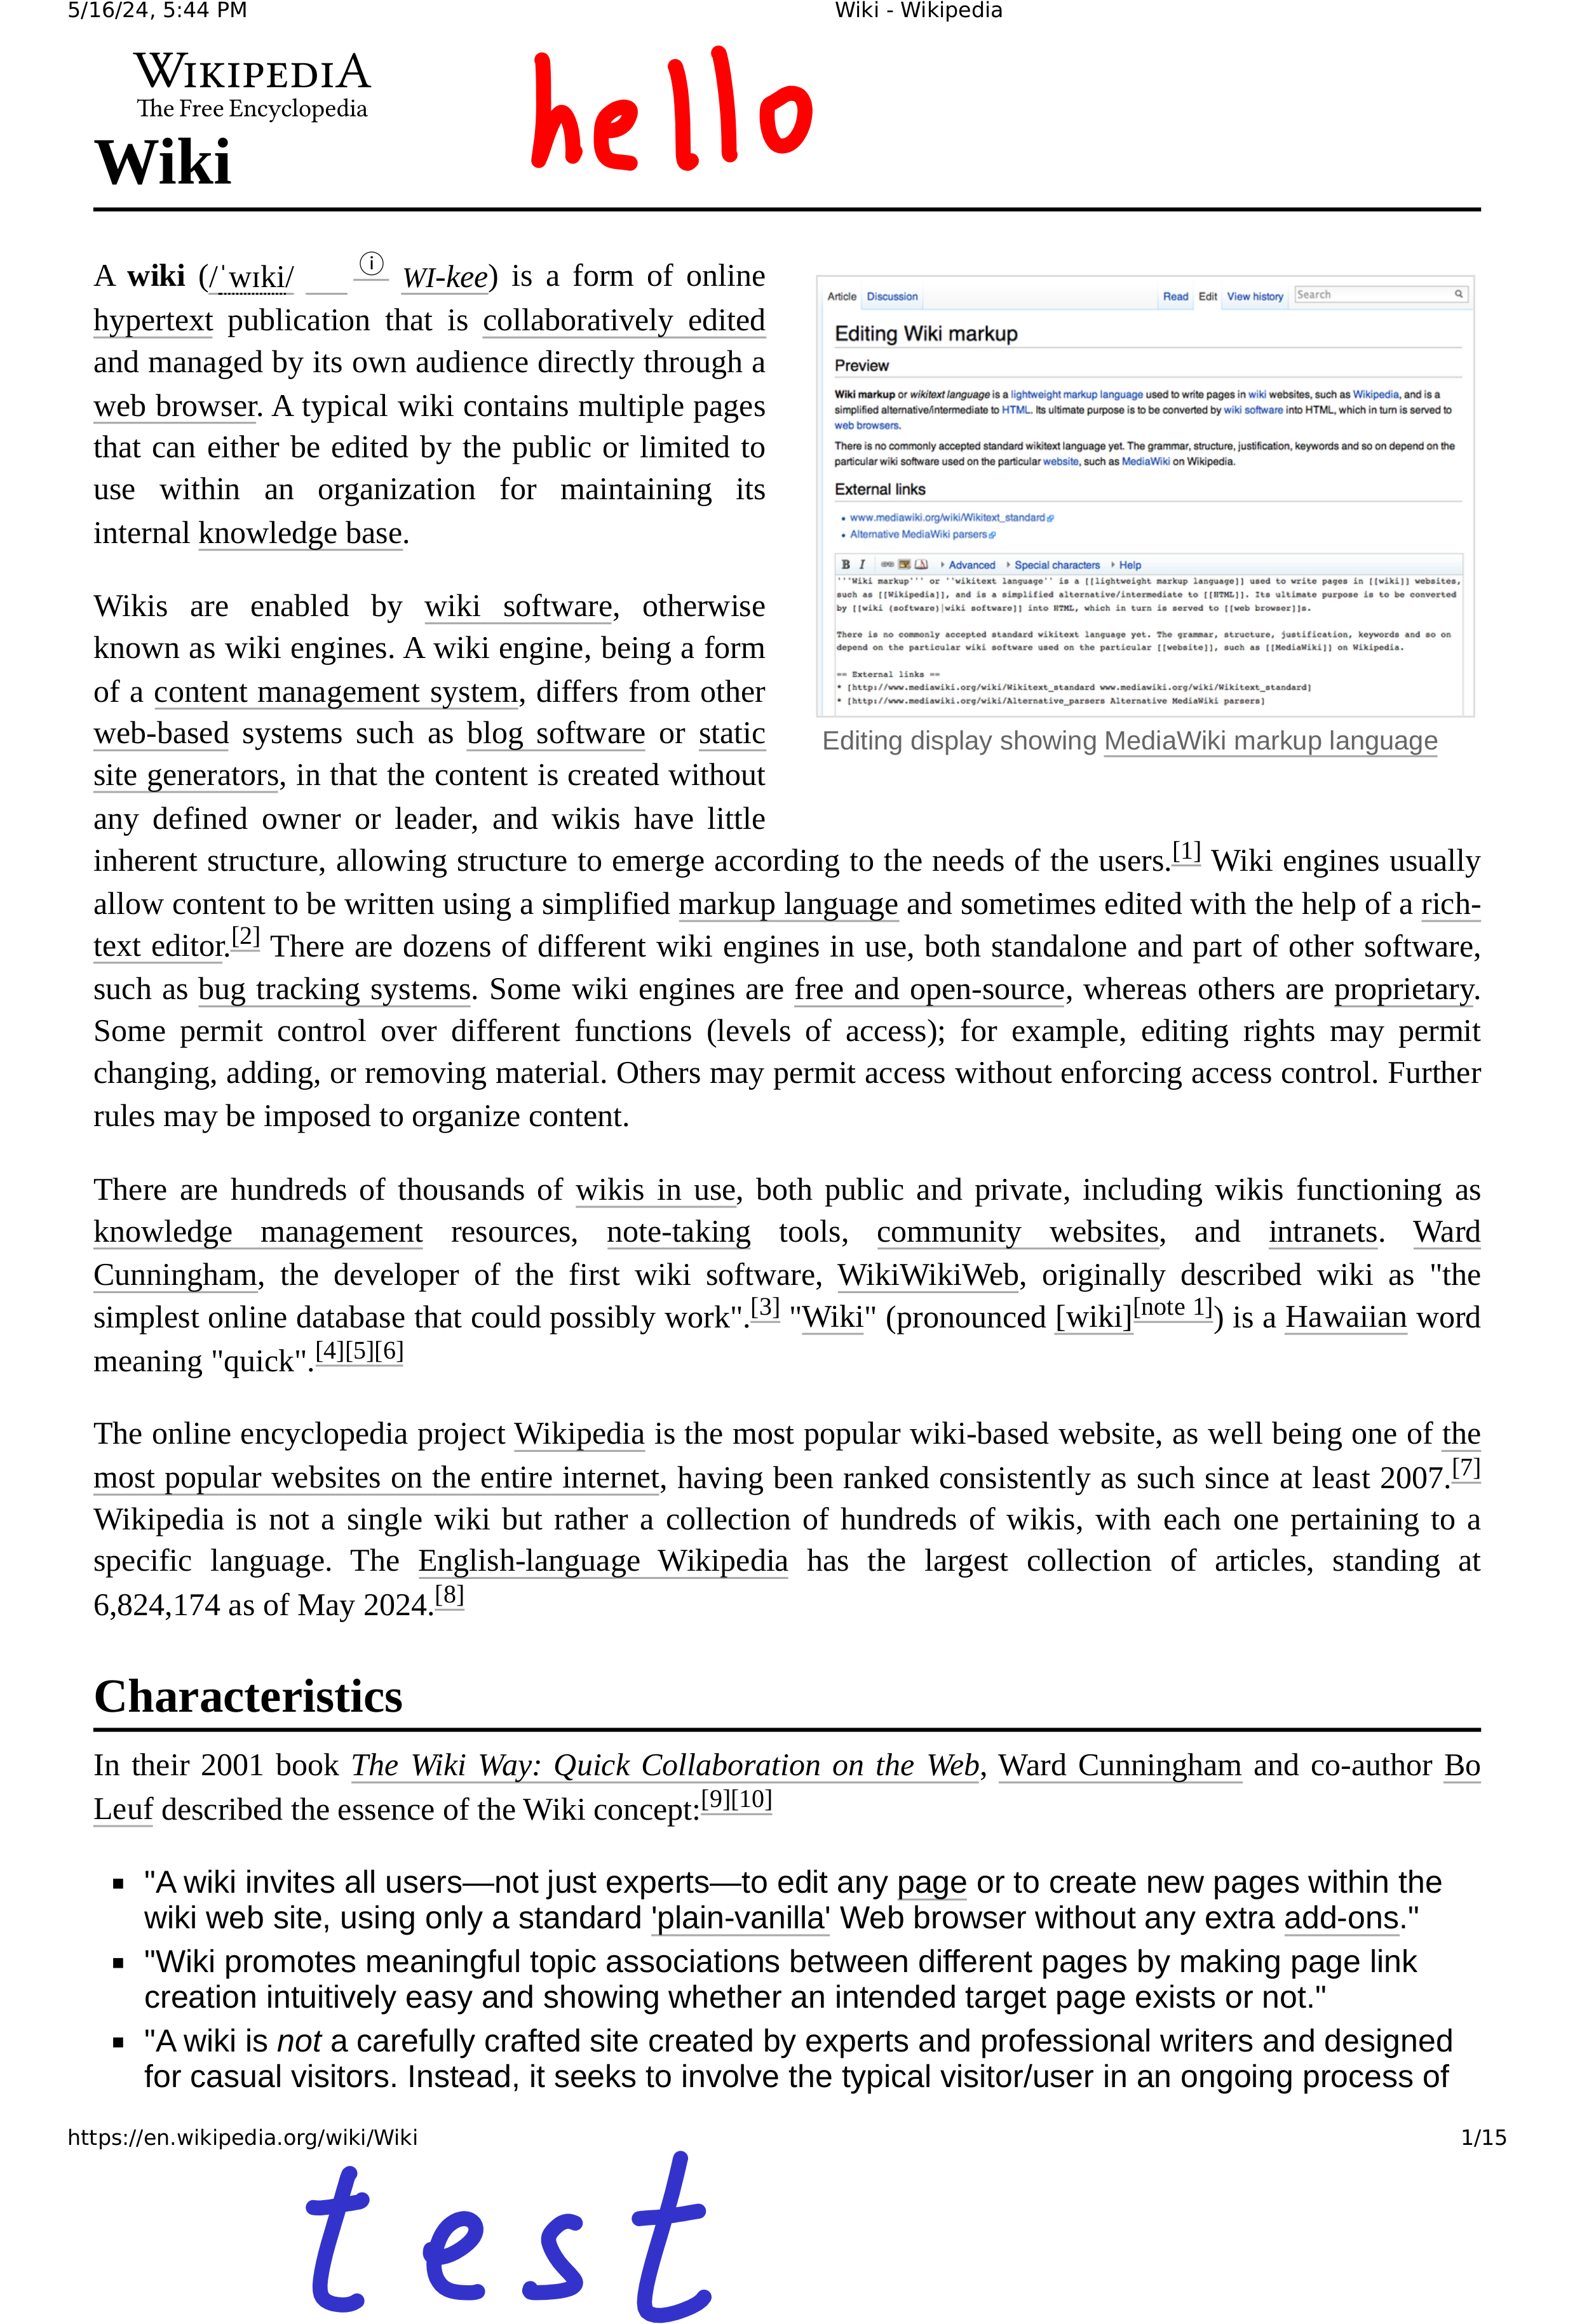 5/16/24, 5:44 PM
Wiki - Wikipedia
WIKIPEDIA
The Free Encyclopedia
hello
Wiki
A wiki (/ˈwɪki/ ⓘ WI-kee) is a form of online
hypertext publication that is collaboratively edited
and managed by its own audience directly through a
web browser. A typical wiki contains multiple pages
that can either be edited by the public or limited to
use within an organization for maintaining its
internal knowledge base.
Wikis are enabled by wiki software, otherwise
known as wiki engines. A wiki engine, being a form
of a content management system, differs from other
web-based systems such as blog software or static
site generators, in that the content is created without
any defined owner or leader, and wikis have little
Article Discussion Read Edit View history Search
Editing Wiki markup
Preview
Wiki markup or wikitext language is a lightweight markup language used to write pages in wiki websites, such as Wikipedia, and is a
simplified alternative/intermediate to HTML. Its ultimate purpose is to be converted by wiki software into HTML, which in turn is served to
web browsers.
There is no commonly accepted standard wikitext language yet. The grammar, structure, justification, keywords and so on depend on the
particular wiki software used on the particular website, such as MediaWiki on Wikipedia.
External links
• www.mediawiki.org/wiki/Wikitext_standard
• Alternative MediaWiki parsers
B I Advanced Special characters Help
'''Wiki markup''' or ''wikitext language'' is a [[lightweight markup language]] used to write pages in [[wiki]] websites,
such as [[Wikipedia]], and is a simplified alternative/intermediate to [[HTML]]. Its ultimate purpose is to be converted
by [[wiki (software)|wiki software]] into HTML, which in turn is served to [[web browser]]s.
There is no commonly accepted standard wikitext language yet. The grammar, structure, justification, keywords and so on
depend on the particular wiki software used on the particular [[website]], such as [[MediaWiki]] on Wikipedia.
== External links ==
* [http://www.mediawiki.org/wiki/Wikitext_standard www.mediawiki.org/wiki/Wikitext_standard]
* [http://www.mediawiki.org/wiki/Alternative_parsers Alternative MediaWiki parsers]
Editing display showing MediaWiki markup language
inherent structure, allowing structure to emerge according to the needs of the users.[1] Wiki engines usually
allow content to be written using a simplified markup language and sometimes edited with the help of a rich-
text editor.[2] There are dozens of different wiki engines in use, both standalone and part of other software,
such as bug tracking systems. Some wiki engines are free and open-source, whereas others are proprietary.
Some permit control over different functions (levels of access); for example, editing rights may permit
changing, adding, or removing material. Others may permit access without enforcing access control. Further
rules may be imposed to organize content.
There are hundreds of thousands of wikis in use, both public and private, including wikis functioning as
knowledge management resources, note-taking tools, community websites, and intranets. Ward
Cunningham, the developer of the first wiki software, WikiWikiWeb, originally described wiki as "the
simplest online database that could possibly work".[3] "Wiki" (pronounced [wiki][note 1]) is a Hawaiian word
meaning "quick".[4][5][6]
The online encyclopedia project Wikipedia is the most popular wiki-based website, as well being one of the
most popular websites on the entire internet, having been ranked consistently as such since at least 2007.[7]
Wikipedia is not a single wiki but rather a collection of hundreds of wikis, with each one pertaining to a
specific language. The English-language Wikipedia has the largest collection of articles, standing at
6,824,174 as of May 2024.[8]
Characteristics
In their 2001 book The Wiki Way: Quick Collaboration on the Web, Ward Cunningham and co-author Bo
Leuf described the essence of the Wiki concept:[9][10]
▪ "A wiki invites all users—not just experts—to edit any page or to create new pages within the
wiki web site, using only a standard 'plain-vanilla' Web browser without any extra add-ons."
▪ "Wiki promotes meaningful topic associations between different pages by making page link
creation intuitively easy and showing whether an intended target page exists or not."
▪ "A wiki is not a carefully crafted site created by experts and professional writers and designed
for casual visitors. Instead, it seeks to involve the typical visitor/user in an ongoing process of
https://en.wikipedia.org/wiki/Wiki
1/15
test